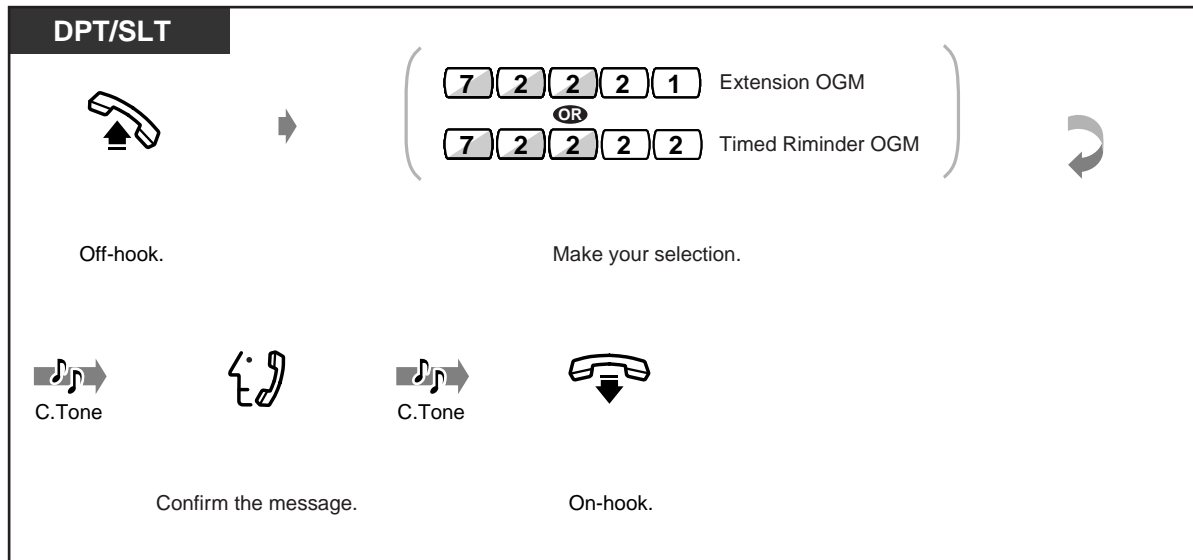 DPT/SLT
7 2 2 2 1 Extension OGM
OR
7 2 2 2 2 Timed Riminder OGM
Off-hook.
Make your selection.
C.Tone
C.Tone
Confirm the message.
On-hook.